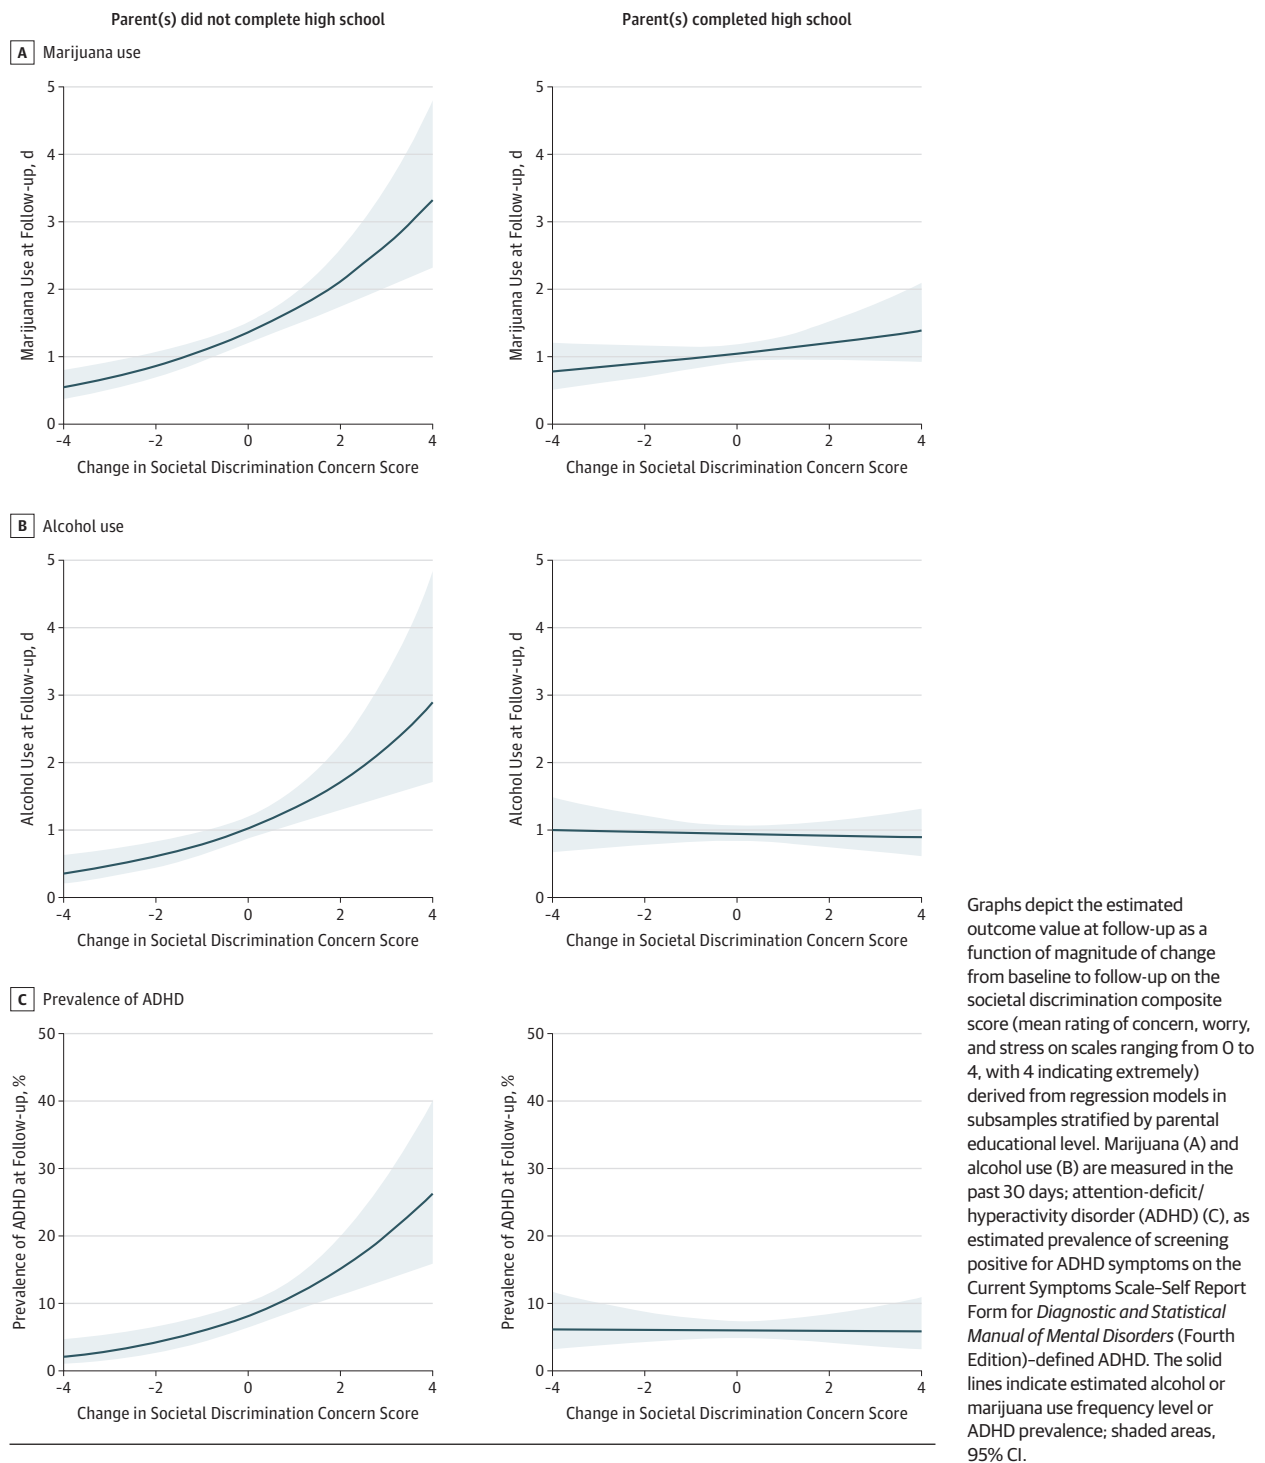 Parent(s) did not complete high school
Parent(s) completed high school
A Marijuana use
Marijuana Use at Follow-up, d
5
4
3
2
1
0
-4 -2 0 2 4
Change in Societal Discrimination Concern Score
Marijuana Use at Follow-up, d
5
4
3
2
1
0
-4 -2 0 2 4
Change in Societal Discrimination Concern Score
B Alcohol use
Alcohol Use at Follow-up, d
5
4
3
2
1
0
-4 -2 0 2 4
Change in Societal Discrimination Concern Score
Alcohol Use at Follow-up, d
5
4
3
2
1
0
-4 -2 0 2 4
Change in Societal Discrimination Concern Score
C Prevalence of ADHD
Prevalence of ADHD at Follow-up, %
50
40
30
20
10
0
-4 -2 0 2 4
Change in Societal Discrimination Concern Score
Prevalence of ADHD at Follow-up, %
50
40
30
20
10
0
-4 -2 0 2 4
Change in Societal Discrimination Concern Score
Graphs depict the estimated
outcome value at follow-up as a
function of magnitude of change
from baseline to follow-up on the
societal discrimination composite
score (mean rating of concern, worry,
and stress on scales ranging from 0 to
4, with 4 indicating extremely)
derived from regression models in
subsamples stratified by parental
educational level. Marijuana (A) and
alcohol use (B) are measured in the
past 30 days; attention-deficit/
hyperactivity disorder (ADHD) (C), as
estimated prevalence of screening
positive for ADHD symptoms on the
Current Symptoms Scale–Self Report
Form for Diagnostic and Statistical
Manual of Mental Disorders (Fourth
Edition)–defined ADHD. The solid
lines indicate estimated alcohol or
marijuana use frequency level or
ADHD prevalence; shaded areas,
95% CI.